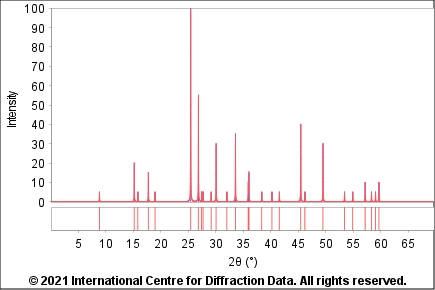 100
90
80
70
60
50
40
30
20
10
0
Intensity
5 10 15 20 25 30 35 40 45 50 55 60 65
2θ (°)
© 2021 International Centre for Diffraction Data. All rights reserved.